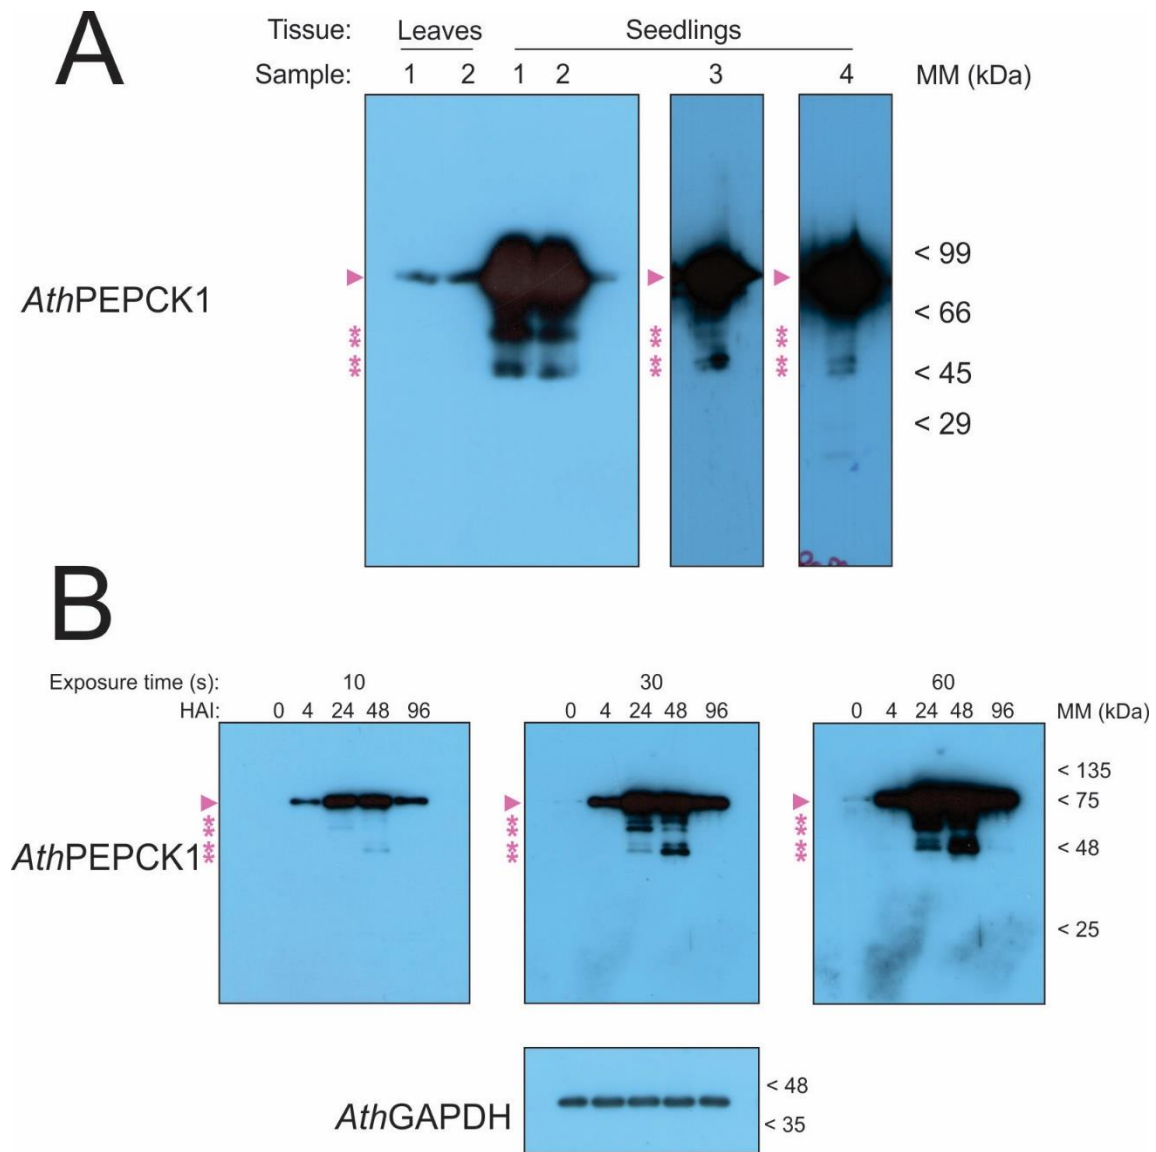 A
Tissue: Leaves Seedlings
Sample: 1 2 1 2 3 4 MM (kDa)
< 99
AthPEPCK1
< 66
**
**
**
**
**
**
< 45
< 29
B
Exposure time (s): 10 30 60
HAI: 0 4 24 48 96 0 4 24 48 96 0 4 24 48 96 MM (kDa)
< 135
< 75
**
**
**
**
**
**
AthPEPCK1
< 48
< 25
< 48
AthGAPDH
< 35